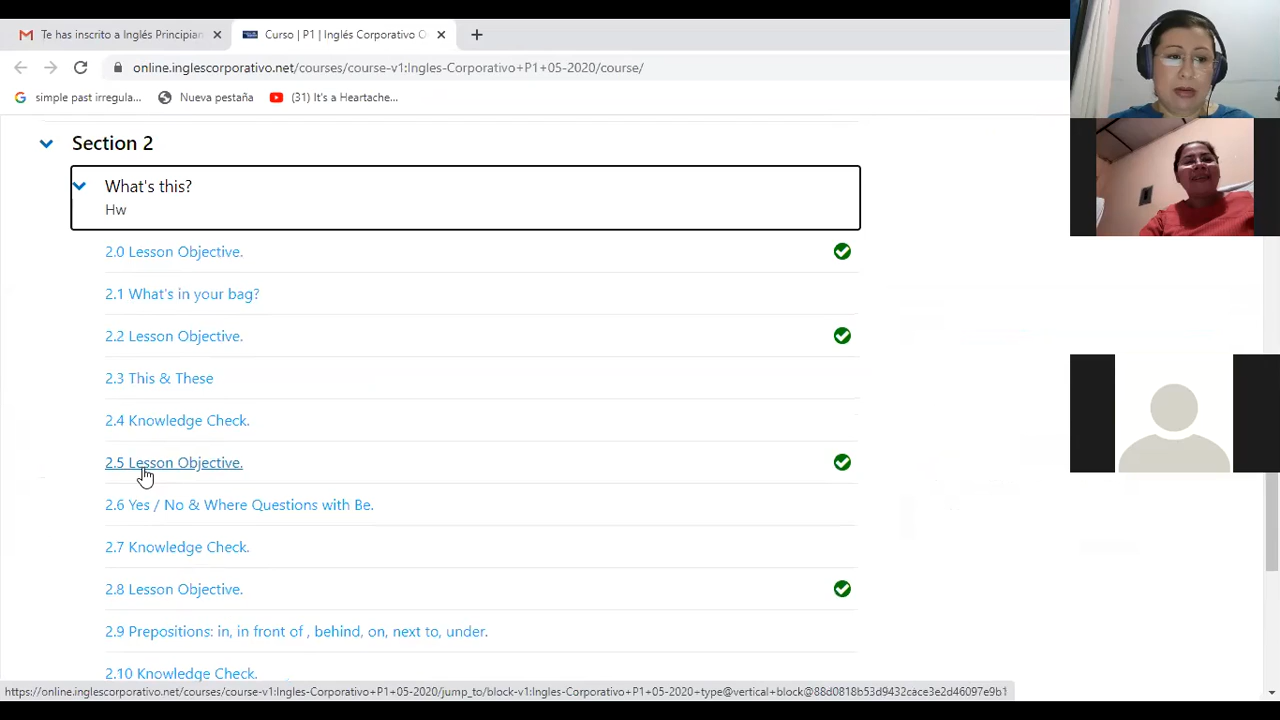 Te has inscrito a Inglés Principian
Curso | P1 | Inglés Corporativo O
online.inglescorporativo.net/courses/course-v1:Ingles-Corporativo+P1+05-2020/course/
simple past irregula...
Nueva pestaña
(31) It's a Heartache...
Section 2
What's this?
Hw
2.0 Lesson Objective.
2.1 What's in your bag?
2.2 Lesson Objective.
2.3 This & These
2.4 Knowledge Check.
2.5 Lesson Objective.
2.6 Yes / No & Where Questions with Be.
2.7 Knowledge Check.
2.8 Lesson Objective.
2.9 Prepositions: in, in front of , behind, on, next to, under.
2.10 Knowledge Check.
https://online.inglescorporativo.net/courses/course-v1:Ingles-Corporativo+P1+05-2020/jump_to/block-v1:Ingles-Corporativo+P1+05-2020+type@vertical+block@88d0818b53d9432cace3e2d46097e9b1